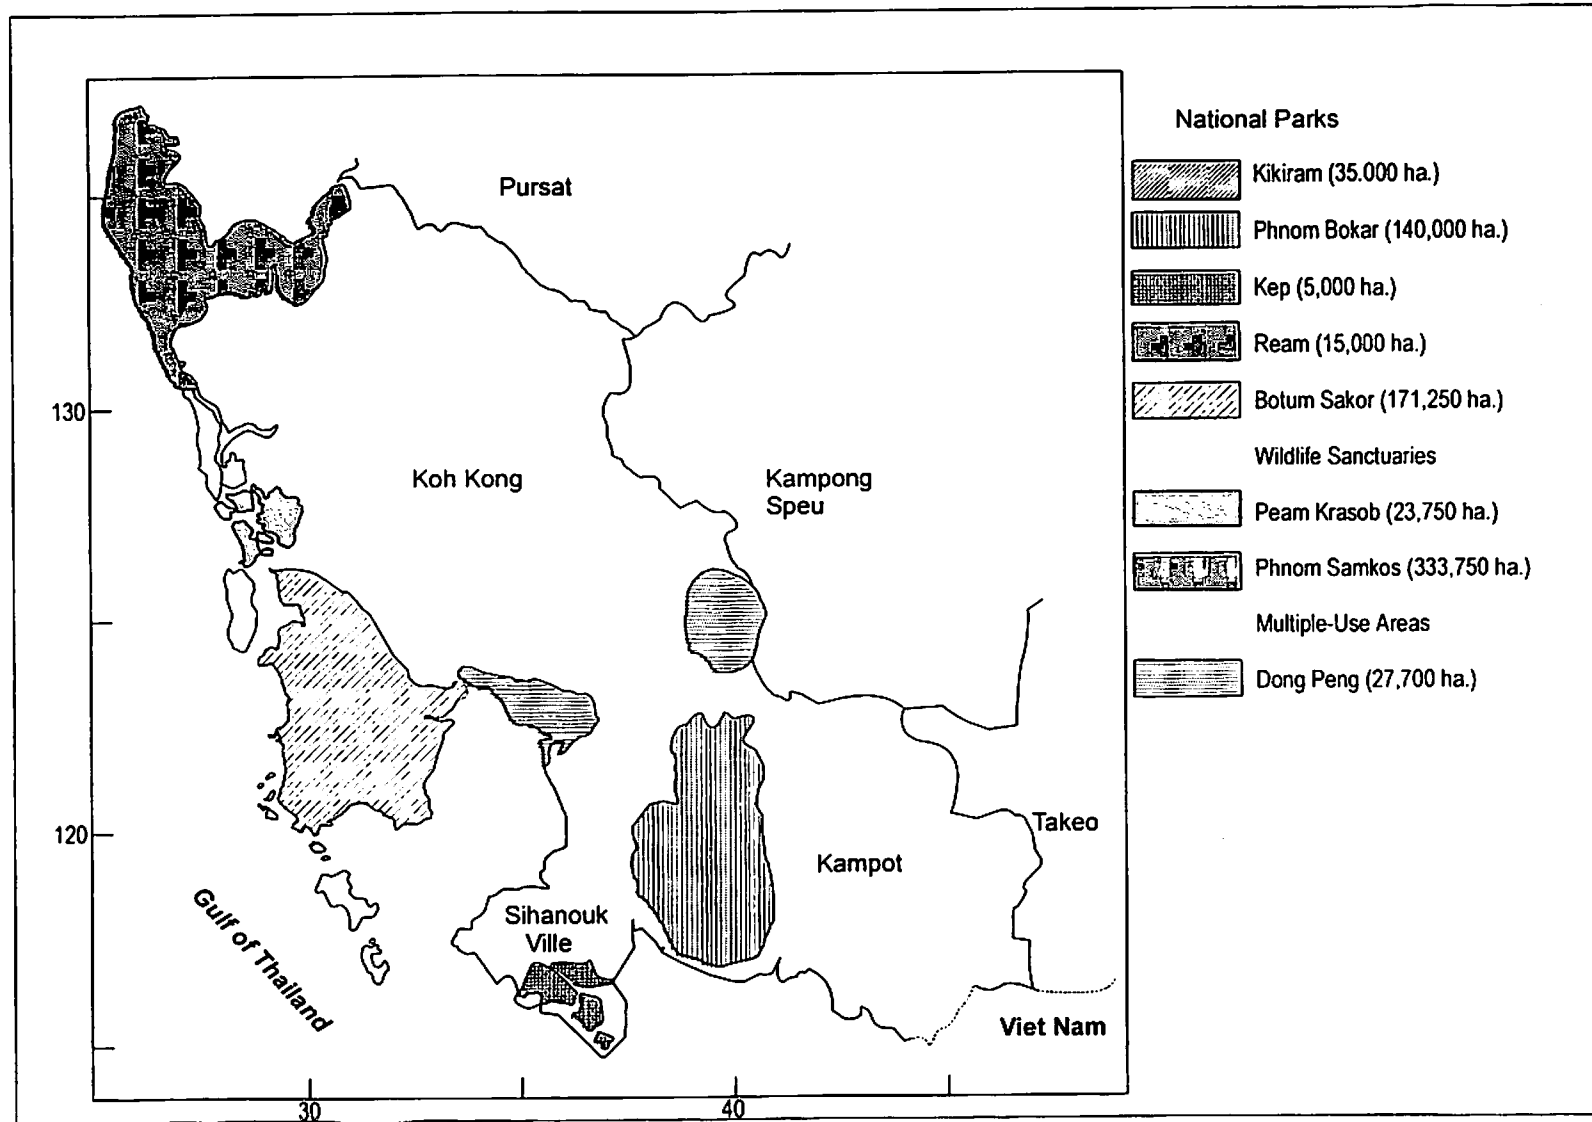 National Parks
Kikiram (35.000 ha.)
Phnom Bokar (140,000 ha.)
Kep (5,000 ha.)
Ream (15,000 ha.)
Botum Sakor (171,250 ha.)
Wildlife Sanctuaries
Peam Krasob (23,750 ha.)
Phnom Samkos (333,750 ha.)
Multiple-Use Areas
Dong Peng (27,700 ha.)
Pursat
130
Koh Kong
Kampong
Speu
120
Takeo
Kampot
Gulf of Thailand
Sihanouk
Ville
Viet Nam
30
40